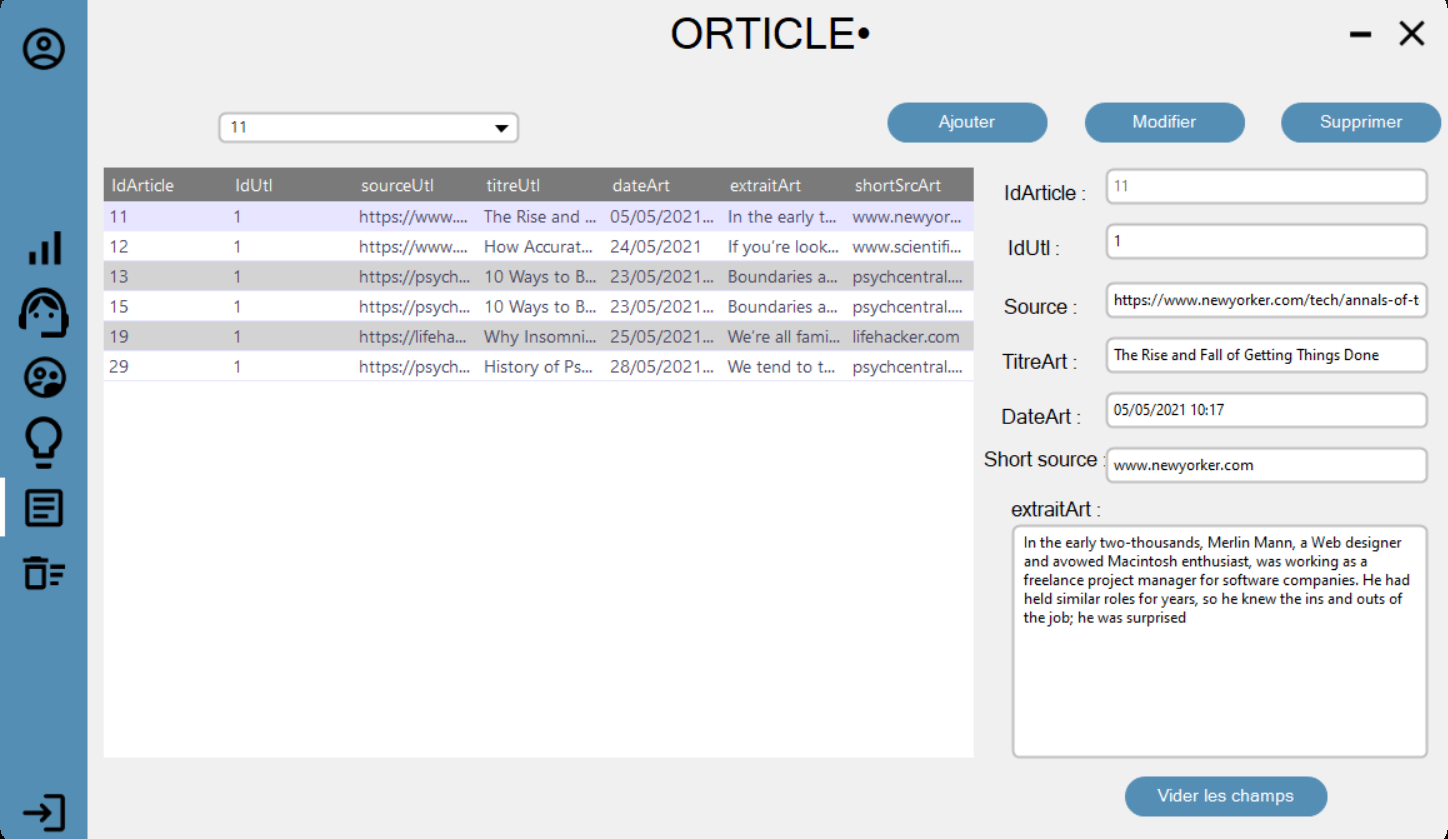 ORTICLE•
11
Ajouter
Modifier
Supprimer
IdArticle IdUtl sourceUtl titreUtl dateArt extraitArt shortSrcArt
11 1 https://www.... The Rise and ... 05/05/2021... In the early t... www.newyor...
12 1 https://www.... How Accurat... 24/05/2021 If you're look... www.scientifi...
13 1 https://psych... 10 Ways to B... 23/05/2021... Boundaries a... psychcentral....
15 1 https://psych... 10 Ways to B... 23/05/2021... Boundaries a... psychcentral....
19 1 https://lifeha... Why Insomni... 25/05/2021... We're all fami... lifehacker.com
29 1 https://psych... History of Ps... 28/05/2021... We tend to t... psychcentral....
IdArticle : 11
IdUtl : 1
Source : https://www.newyorker.com/tech/annals-of-t
TitreArt : The Rise and Fall of Getting Things Done
DateArt : 05/05/2021 10:17
Short source : www.newyorker.com
extraitArt :
In the early two-thousands, Merlin Mann, a Web designer
and avowed Macintosh enthusiast, was working as a
freelance project manager for software companies. He had
held similar roles for years, so he knew the ins and outs of
the job; he was surprised
Vider les champs